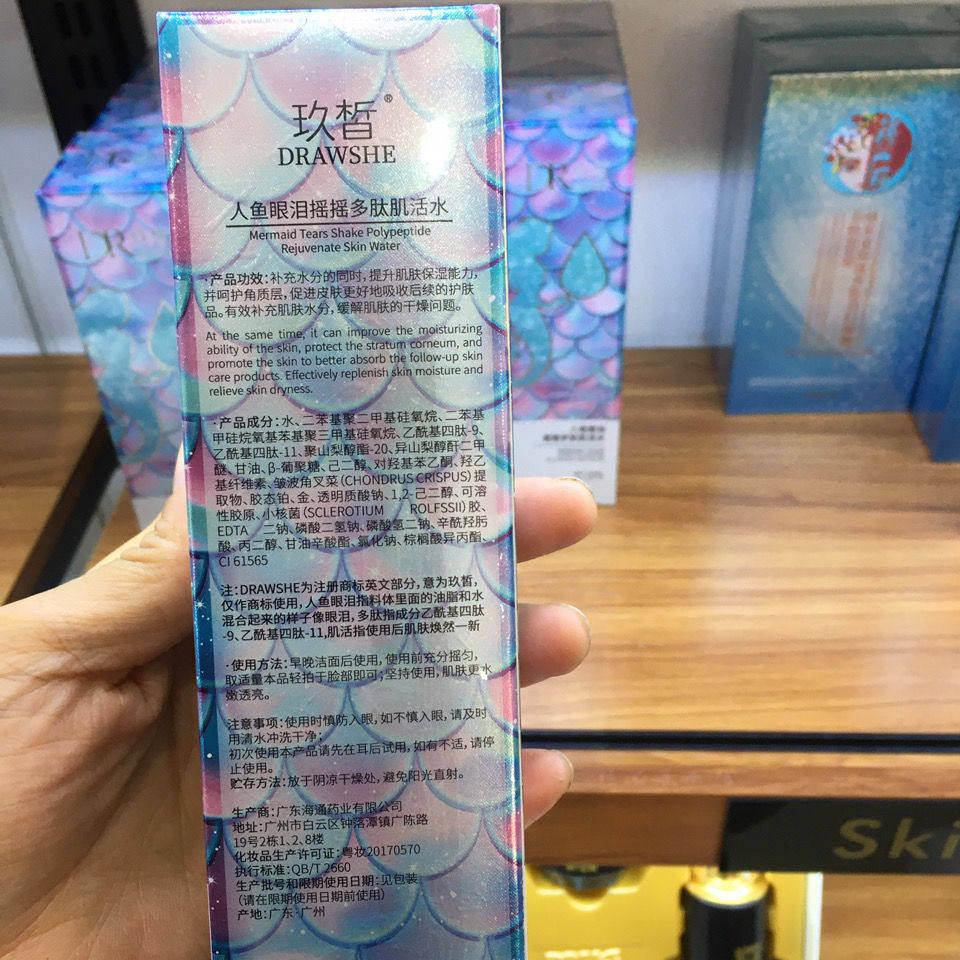 玖皙®
DRAWSHE
人鱼眼泪摇摇多肽肌活水
Mermaid Tears Shake Polypeptide
Rejuvenate Skin Water
·产品功效:补充水分的同时,提升肌肤保湿能力,
并呵护角质层,促进皮肤更好地吸收后续的护肤
品。有效补充肌肤水分,缓解肌肤的干燥问题。
At the same time, it can improve the moisturizing
ability of the skin, protect the stratum corneum, and
promote the skin to better absorb the follow-up skin
care products. Effectively replenish skin moisture and
relieve skin dryness.
·产品成分:水、二苯基聚二甲基硅氧烷、二苯基
甲硅烷氧基苯基聚三甲基硅氧烷、乙酰基四肽-9、
乙酰基四肽-11、聚山梨醇酯-20、异山梨醇酐二甲
醚、甘油、β-葡聚糖、己二醇、对羟基苯乙酮、羟乙
基纤维素、皱波角叉菜(CHONDRUS CRISPUS)提
取物、胶态铂、金、透明质酸钠、1,2-己二醇、可溶
性胶原、小核菌(SCLEROTIUM ROLFSSII)胶、
EDTA 二钠、磷酸二氢钠、磷酸氢二钠、辛酰羟肟
酸、丙二醇、甘油辛酸酯、氯化钠、棕榈酸异丙酯、
CI 61565
注:DRAWSHE为注册商标英文部分,意为玖皙,
仅作商标使用,人鱼眼泪指料体里面的油脂和水
混合起来的样子像眼泪,多肽指成分乙酰基四肽
-9、乙酰基四肽-11,肌活指使用后肌肤焕然一新
·使用方法:早晚洁面后使用,使用前充分摇匀,
取适量本品轻拍于脸部即可;坚持使用,肌肤更水
嫩透亮。
注意事项:使用时慎防入眼,如不慎入眼,请及时
用清水冲洗干净;
初次使用本产品请先在耳后试用,如有不适,请停
止使用。
贮存方法:放于阴凉干燥处,避免阳光直射。
生产商:广东海通药业有限公司
地址:广州市白云区钟落潭镇广陈路
19号2栋1、2、8楼
化妆品生产许可证:粤妆20170570
执行标准:QB/T 2660
生产批号和限期使用日期:见包装
(请在限期使用日期前使用)
产地:广东·广州
DR
Ski